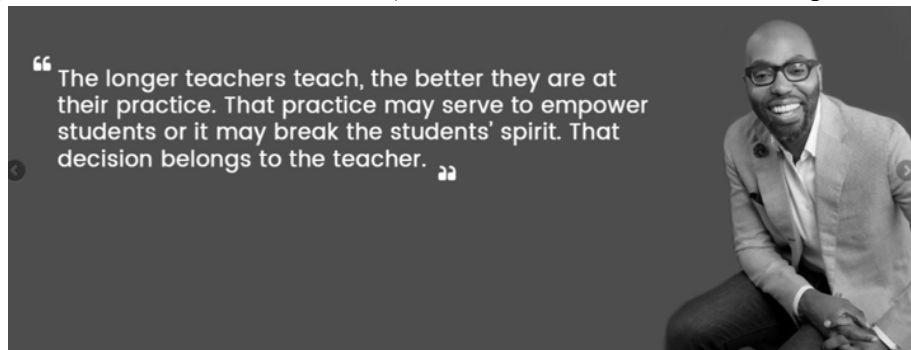 “ The longer teachers teach, the better they are at
their practice. That practice may serve to empower
students or it may break the students’ spirit. That
decision belongs to the teacher. ”